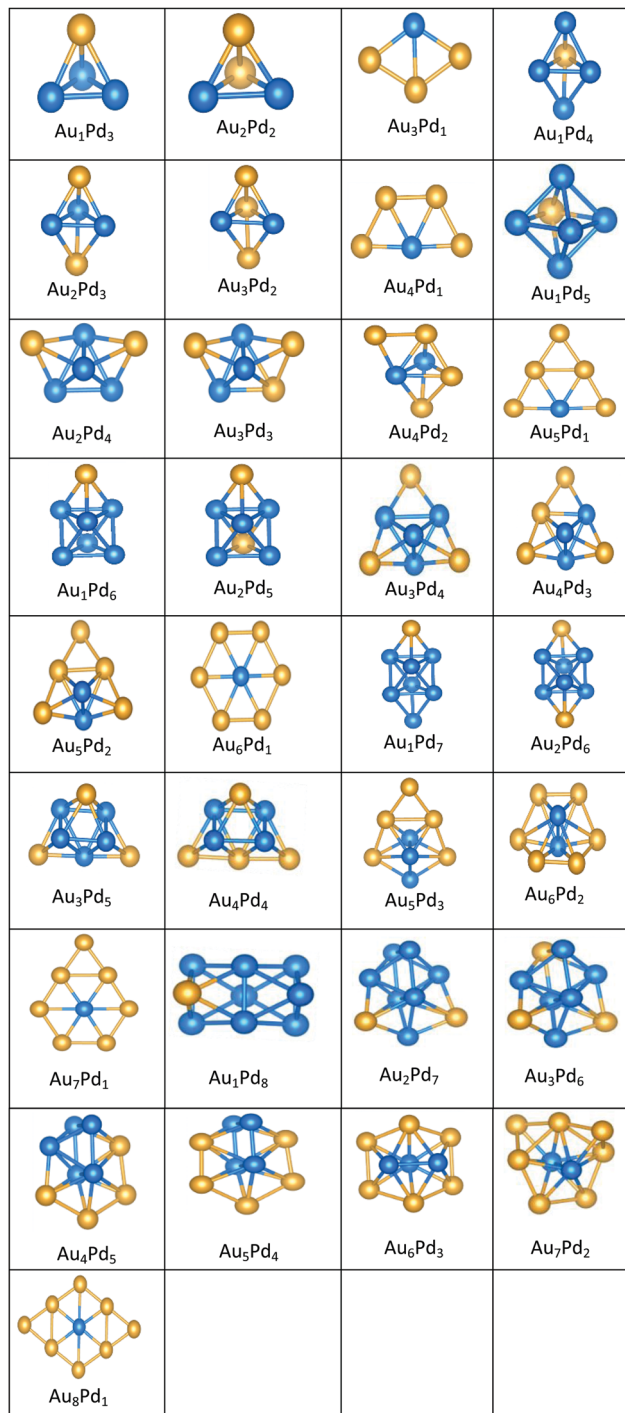 Au₁Pd₃ Au₂Pd₂ Au₃Pd₁ Au₁Pd₄
Au₂Pd₃ Au₃Pd₂ Au₄Pd₁ Au₁Pd₅
Au₂Pd₄ Au₃Pd₃ Au₄Pd₂ Au₅Pd₁
Au₁Pd₆ Au₂Pd₅ Au₃Pd₄ Au₄Pd₃
Au₅Pd₂ Au₆Pd₁ Au₁Pd₇ Au₂Pd₆
Au₃Pd₅ Au₄Pd₄ Au₅Pd₃ Au₆Pd₂
Au₇Pd₁ Au₁Pd₈ Au₂Pd₇ Au₃Pd₆
Au₄Pd₅ Au₅Pd₄ Au₆Pd₃ Au₇Pd₂
Au₈Pd₁